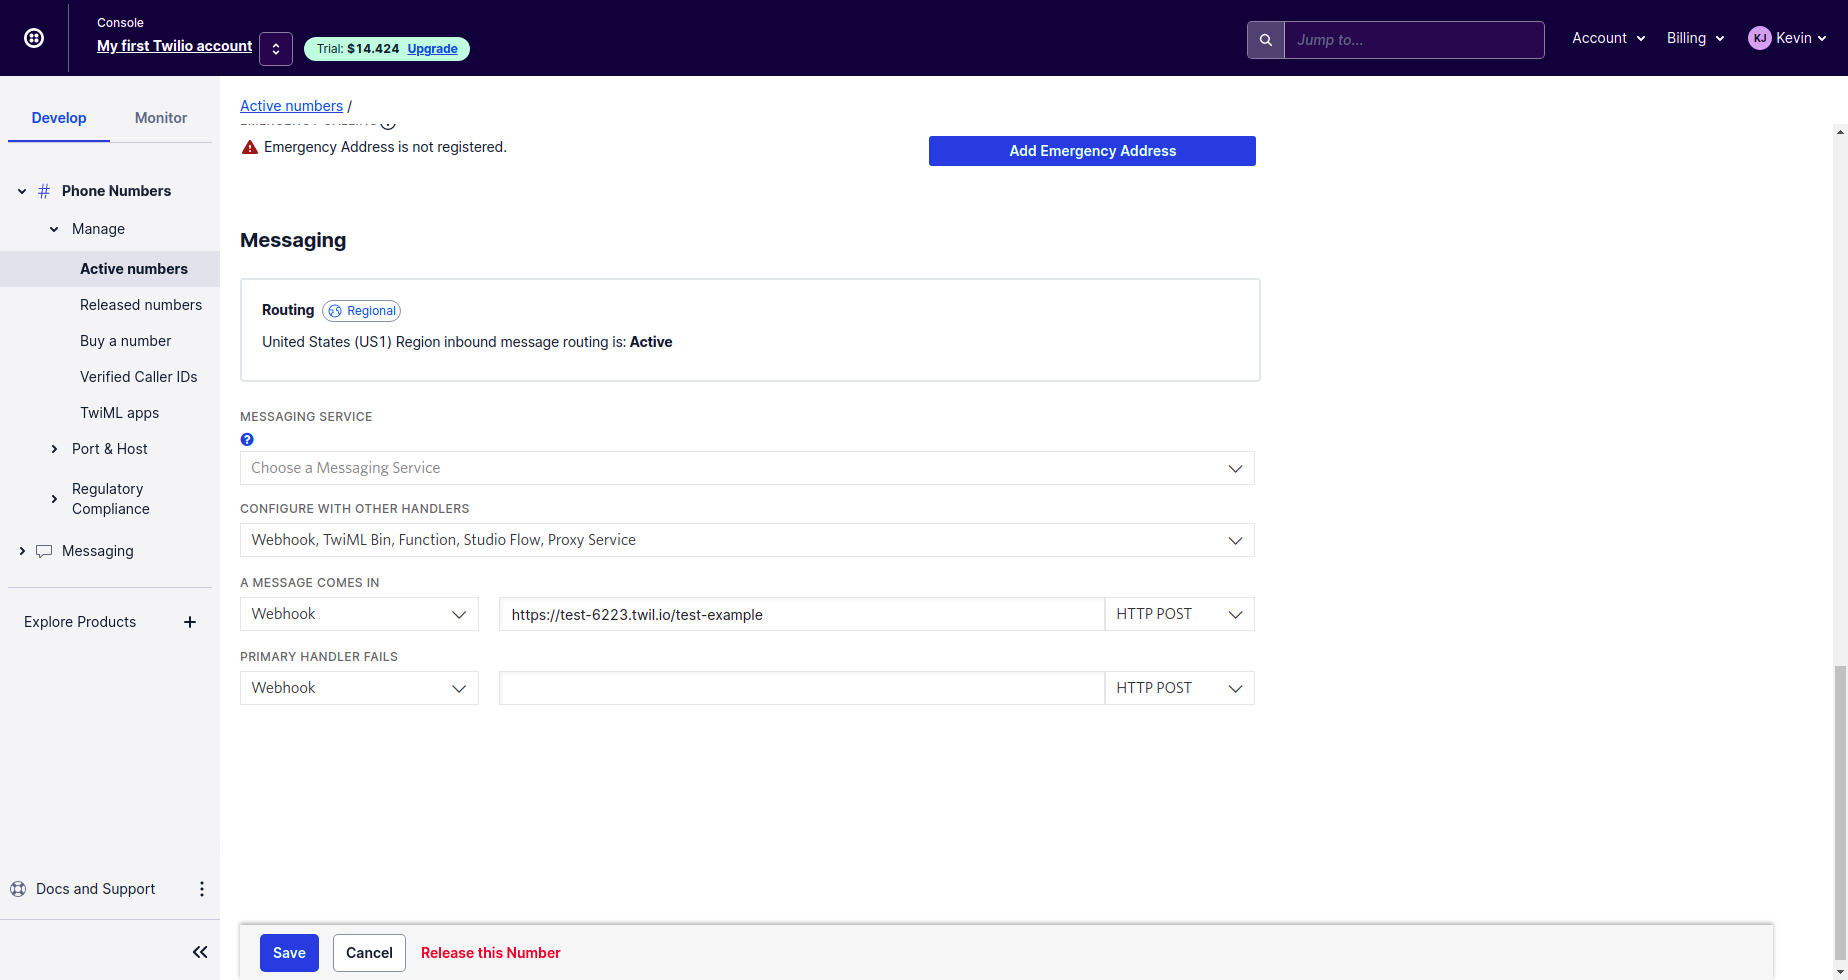 Console
My first Twilio account
Trial: $14.424 Upgrade
Jump to...
Account
Billing
KJ Kevin
Develop
Monitor
Phone Numbers
Manage
Active numbers
Released numbers
Buy a number
Verified Caller IDs
TwiML apps
Port & Host
Regulatory
Compliance
Messaging
Explore Products
Docs and Support
Active numbers /
Emergency Address is not registered.
Add Emergency Address
Messaging
Routing Regional
United States (US1) Region inbound message routing is: Active
MESSAGING SERVICE
Choose a Messaging Service
CONFIGURE WITH OTHER HANDLERS
Webhook, TwiML Bin, Function, Studio Flow, Proxy Service
A MESSAGE COMES IN
Webhook
https://test-6223.twil.io/test-example
HTTP POST
PRIMARY HANDLER FAILS
Webhook
HTTP POST
Save
Cancel
Release this Number